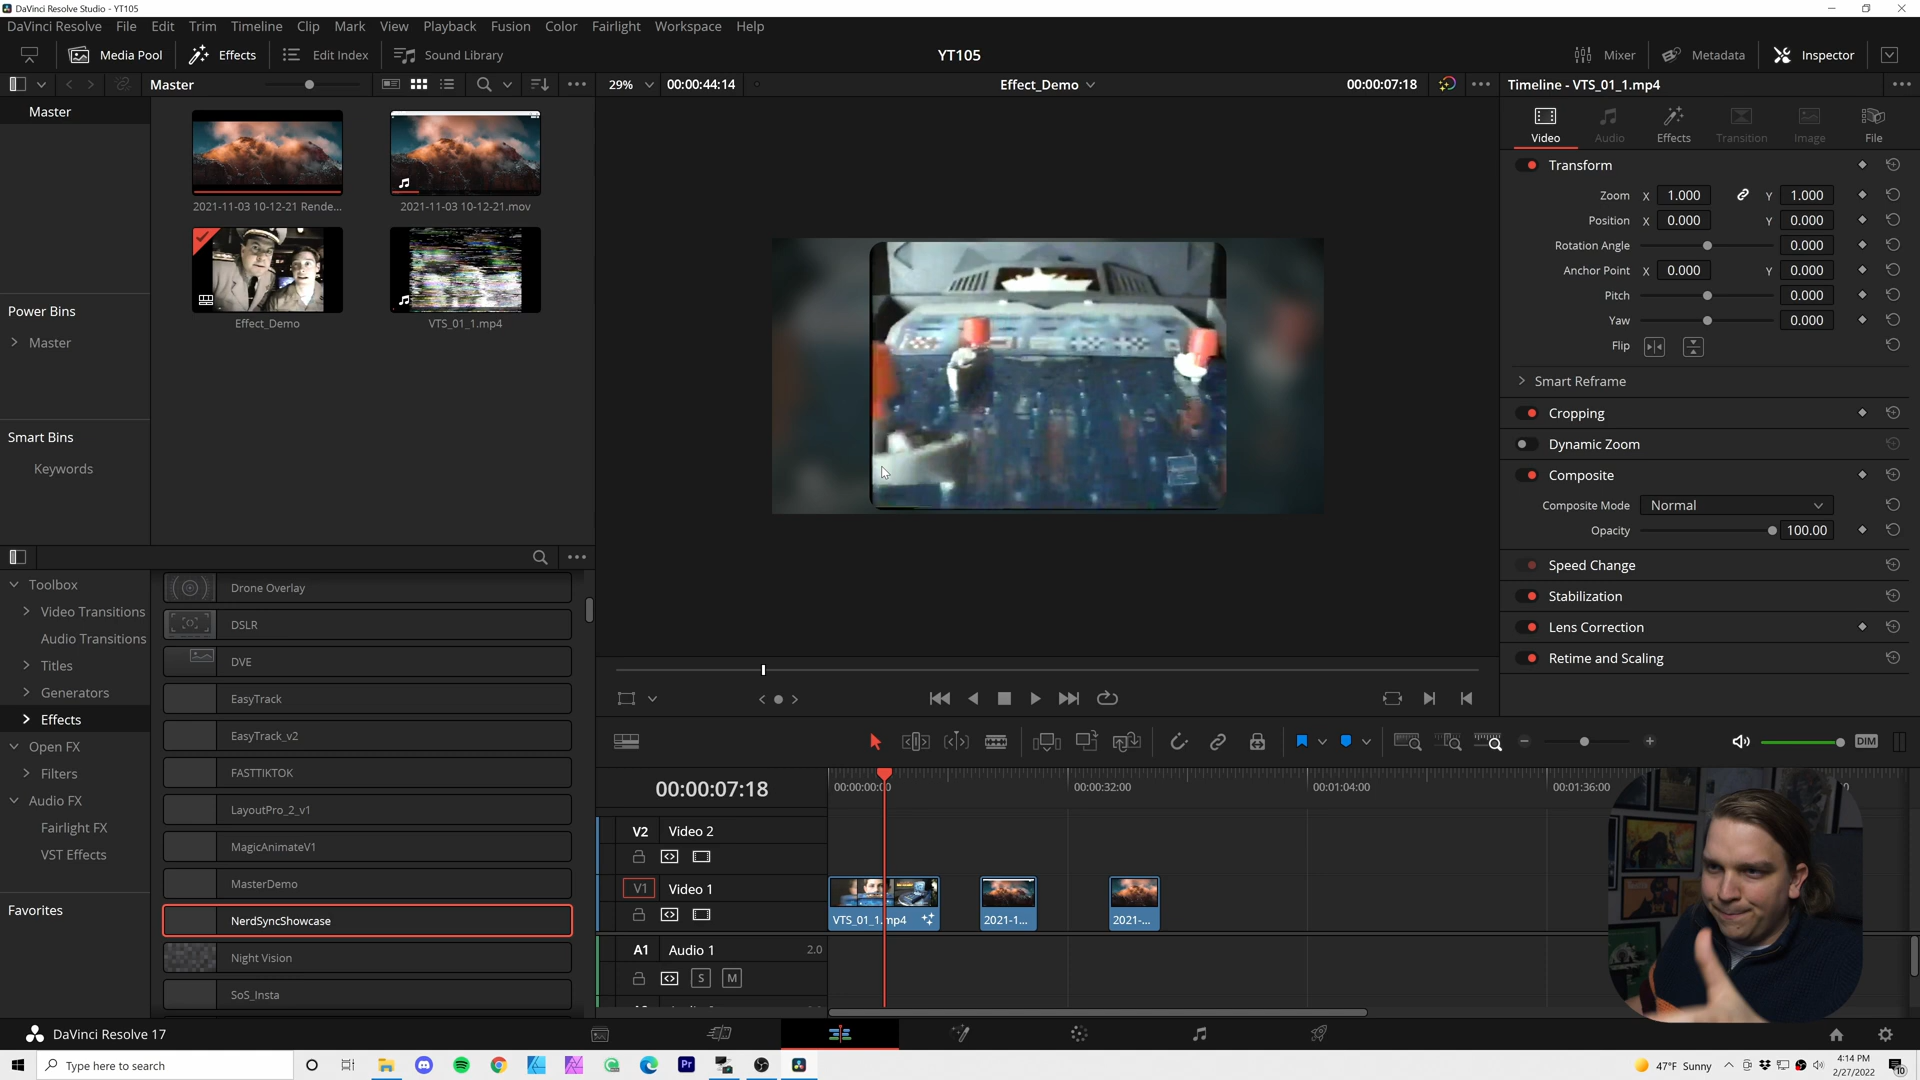 DaVinci Resolve Studio - YT105
DaVinci Resolve File Edit Trim Timeline Clip Mark View Playback Fusion Color Fairlight Workspace Help
Media Pool Effects Edit Index Sound Library YT105 Mixer Metadata Inspector
Master 29% 00:00:44:14 Effect_Demo 00:00:07:18 Timeline - VTS_01_1.mp4
Master
2021-11-03 10-12-21 Rende...
2021-11-03 10-12-21.mov
Effect_Demo
VTS_01_1.mp4
Power Bins
Master
Smart Bins
Keywords
Video Audio Effects Transition Image File
Transform
Zoom X 1.000 Y 1.000
Position X 0.000 Y 0.000
Rotation Angle 0.000
Anchor Point X 0.000 Y 0.000
Pitch 0.000
Yaw 0.000
Flip
Smart Reframe
Cropping
Dynamic Zoom
Composite
Composite Mode Normal
Opacity 100.00
Speed Change
Stabilization
Lens Correction
Retime and Scaling
Toolbox
Video Transitions
Audio Transitions
Titles
Generators
Effects
Open FX
Filters
Audio FX
Fairlight FX
VST Effects
Favorites
Drone Overlay
DSLR
DVE
EasyTrack
EasyTrack_v2
FASTTIKTOK
LayoutPro_2_v1
MagicAnimateV1
MasterDemo
NerdSyncShowcase
Night Vision
SoS_Insta
DIM
00:00:07:18
00:00:00:00 00:00:32:00 00:01:04:00 00:01:36:00
V2 Video 2
V1 Video 1
VTS_01_1.mp4 2021-1... 2021-...
A1 Audio 1 2.0
S M
DaVinci Resolve 17
Type here to search
Pr
47°F Sunny
4:14 PM
2/27/2022
10